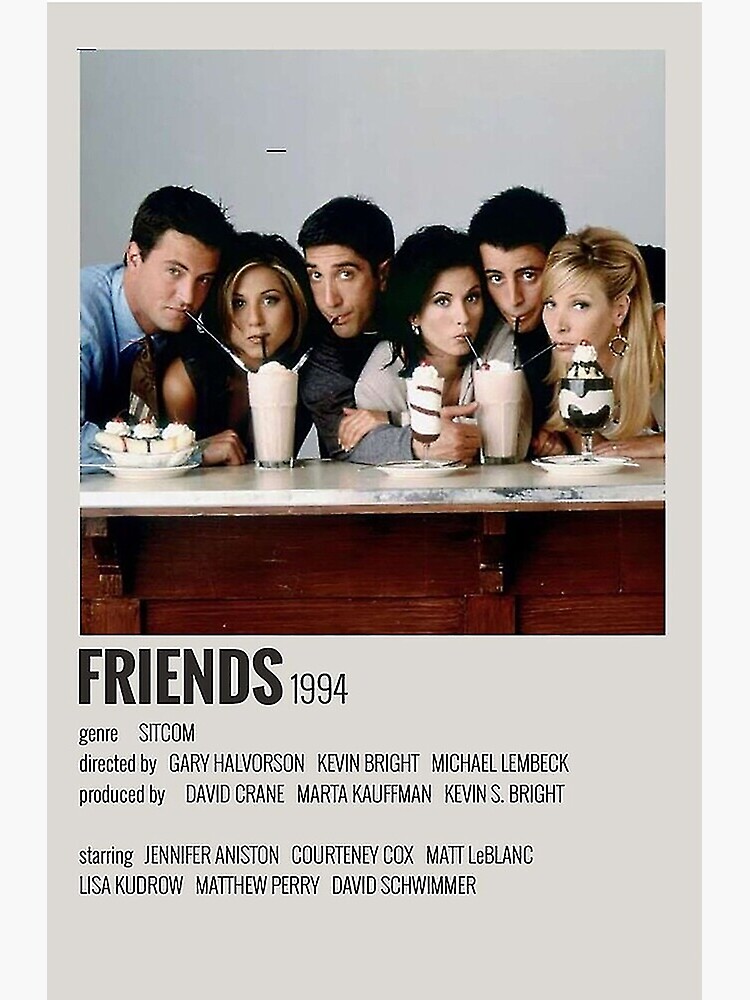 FRIENDS 1994
genre SITCOM
directed by GARY HALVORSON KEVIN BRIGHT MICHAEL LEMBECK
produced by DAVID CRANE MARTA KAUFFMAN KEVIN S. BRIGHT
starring JENNIFER ANISTON COURTENEY COX MATT LeBLANC
LISA KUDROW MATTHEW PERRY DAVID SCHWIMMER